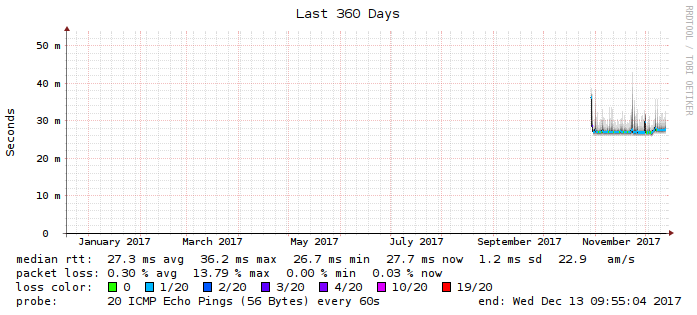 Last 360 Days
RRDTOOL / TOBI OETIKER
Seconds
50 m
40 m
30 m
20 m
10 m
0
January 2017 March 2017 May 2017 July 2017 September 2017 November 2017
median rtt: 27.3 ms avg 36.2 ms max 26.7 ms min 27.7 ms now 1.2 ms sd 22.9 am/s
packet loss: 0.30 % avg 13.79 % max 0.00 % min 0.03 % now
loss color: 0 1/20 2/20 3/20 4/20 10/20 19/20
probe: 20 ICMP Echo Pings (56 Bytes) every 60s end: Wed Dec 13 09:55:04 2017